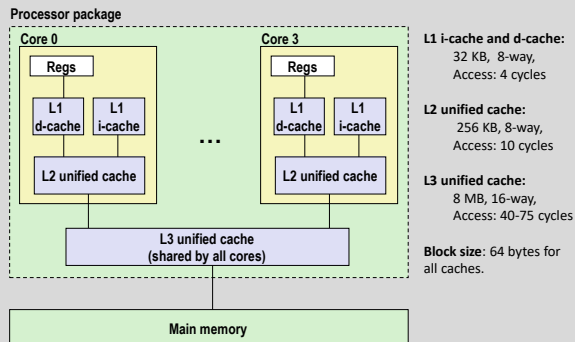 Processor package
Core 0
Regs
L1
d-cache
L1
i-cache
L2 unified cache
...
Core 3
Regs
L1
d-cache
L1
i-cache
L2 unified cache
L3 unified cache
(shared by all cores)
Main memory
L1 i-cache and d-cache:
32 KB, 8-way,
Access: 4 cycles
L2 unified cache:
256 KB, 8-way,
Access: 10 cycles
L3 unified cache:
8 MB, 16-way,
Access: 40-75 cycles
Block size: 64 bytes for
all caches.